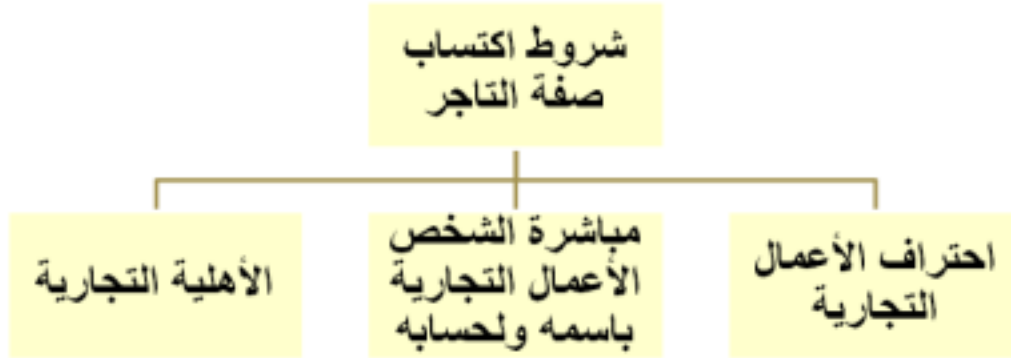 شروط اكتساب
صفة التاجر
احتراف الأعمال
التجارية
مباشرة الشخص
الأعمال التجارية
باسمه ولحسابه
الأهلية التجارية